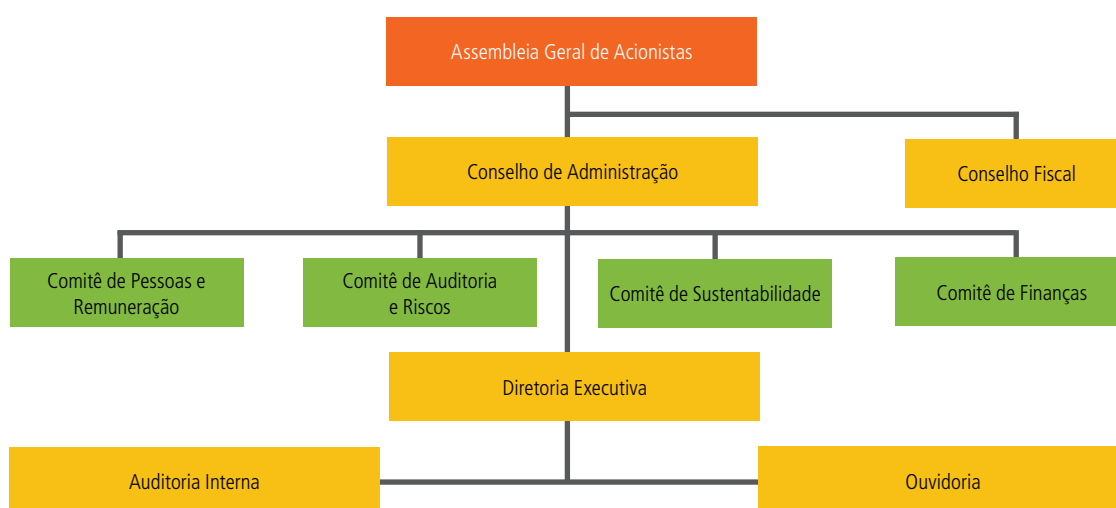 Assembleia Geral de Acionistas
Conselho de Administração
Conselho Fiscal
Comitê de Pessoas e
Remuneração
Comitê de Auditoria
e Riscos
Comitê de Sustentabilidade
Comitê de Finanças
Diretoria Executiva
Auditoria Interna
Ouvidoria